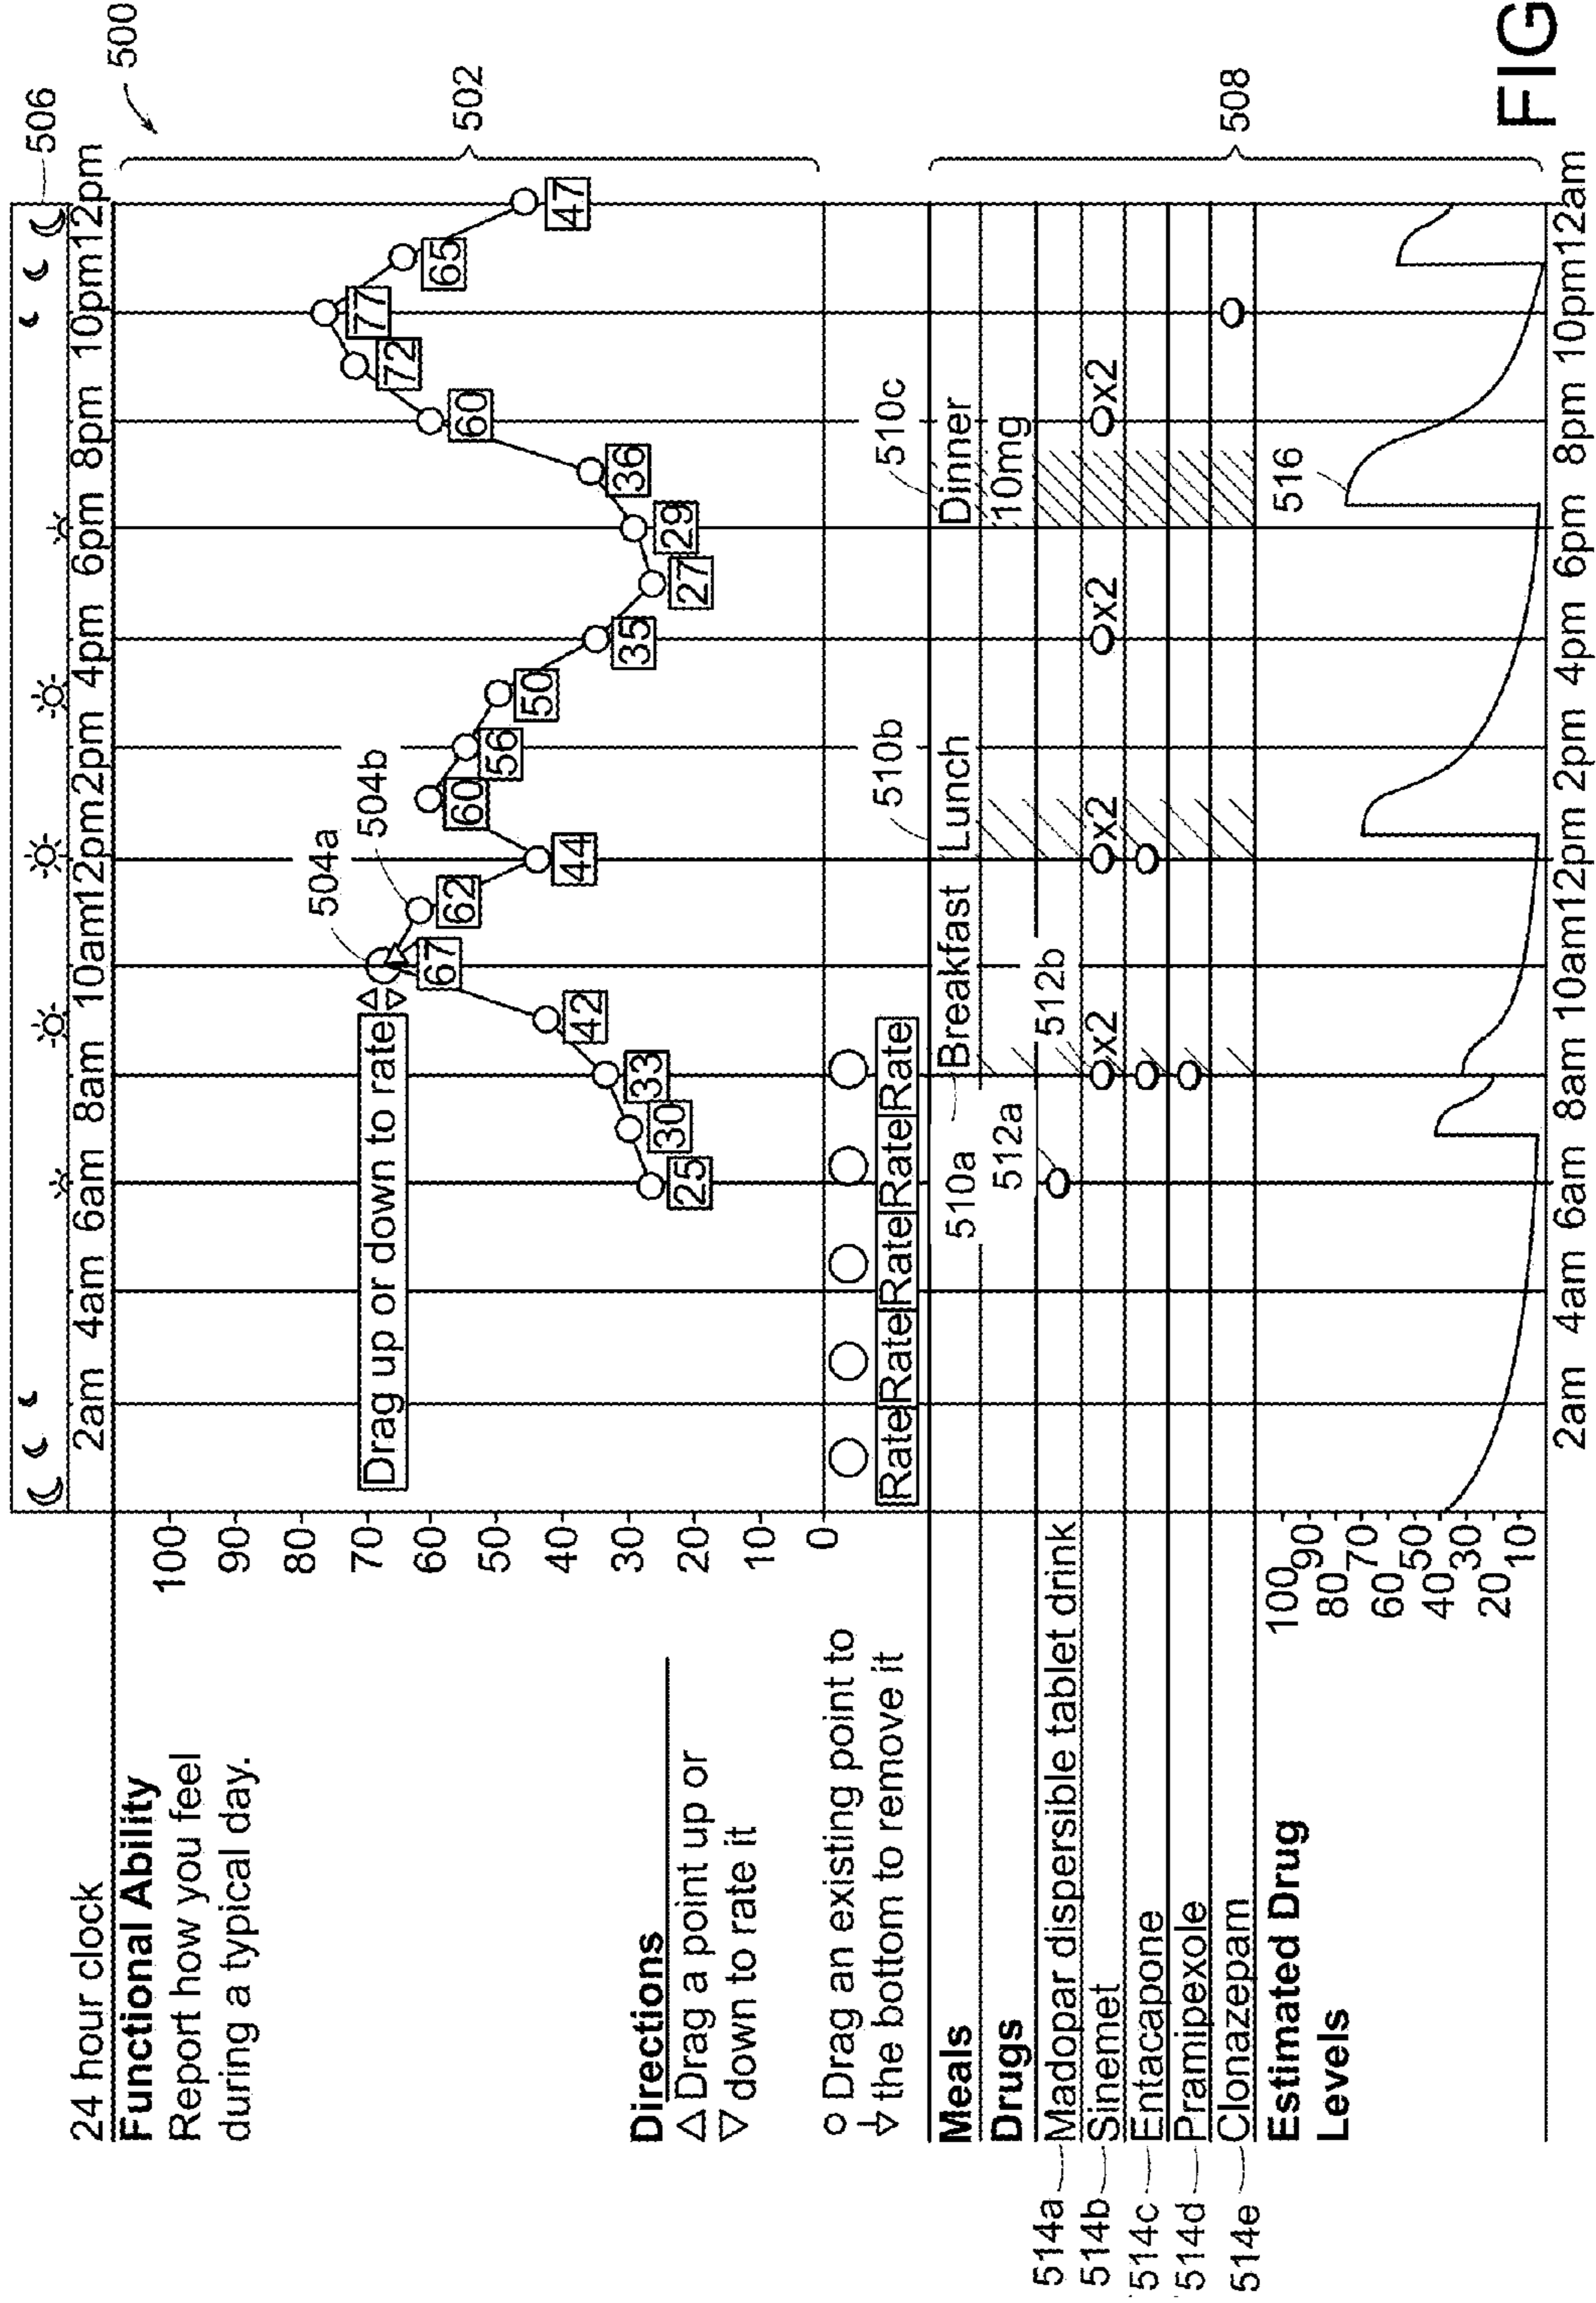 500
506
24 hour clock
2am 4am 6am 8am 10am 12pm 2pm 4pm 6pm 8pm 10pm 12pm
Functional Ability
Report how you feel
during a typical day.
100
90
80
70
60
50
40
30
20
10
0
504a
504b
Drag up or down to rate
25 30 33 42 67 62 44 60 56 50 35 27 29 36 60 72 77 65 47
502
Directions
△ Drag a point up or
▽ down to rate it
Drag an existing point to
the bottom to remove it
Rate Rate Rate Rate Rate
510a
510b
510c
Meals Breakfast Lunch Dinner
Drugs 10mg
512a
512b
514a Madopar dispersible tablet drink
514b Sinemet x2 x2 x2 x2
514c Entacapone
514d Pramipexole
514e Clonazepam
508
Estimated Drug
Levels
100
90
80
70
60
50
40
30
20
10
516
2am 4am 6am 8am 10am 12pm 2pm 4pm 6pm 8pm 10pm 12am
FIG